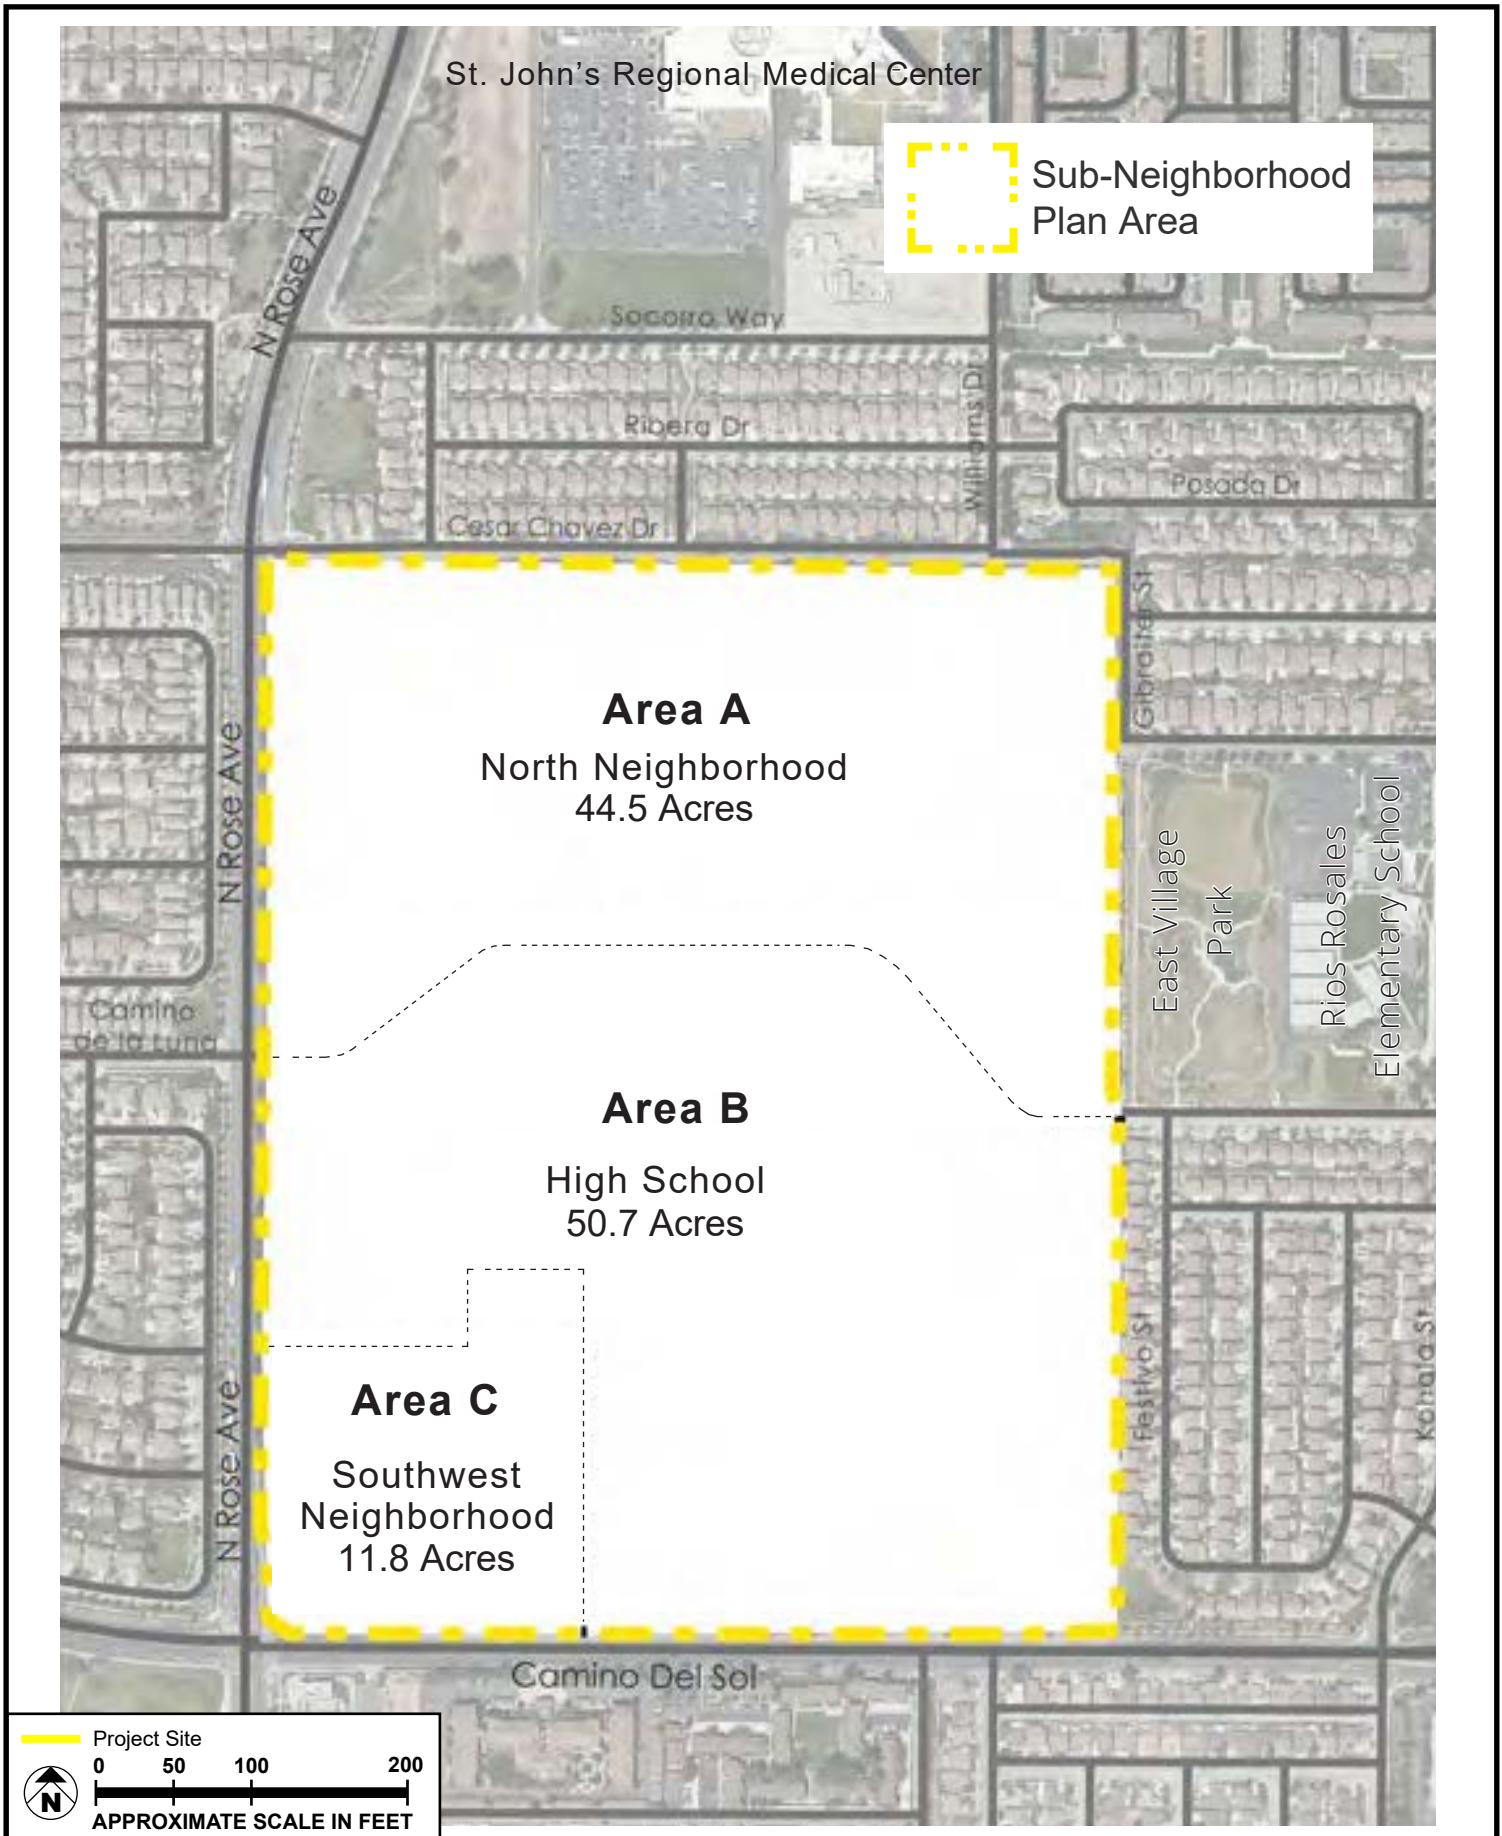 St. John's Regional Medical Center
Sub-Neighborhood
Plan Area
N Rose Ave
Socorro Way
Williams Dr
Ribera Dr
Posada Dr
Cesar Chavez Dr
Gibralter St
Area A
North Neighborhood
44.5 Acres
N Rose Ave
East Village
Park
Rios Rosales
Elementary School
Camino
de la Luna
Area B
High School
50.7 Acres
Festivo St
Kohala St
Area C
Southwest
Neighborhood
11.8 Acres
N Rose Ave
Camino Del Sol
Project Site
0 50 100 200
N
APPROXIMATE SCALE IN FEET